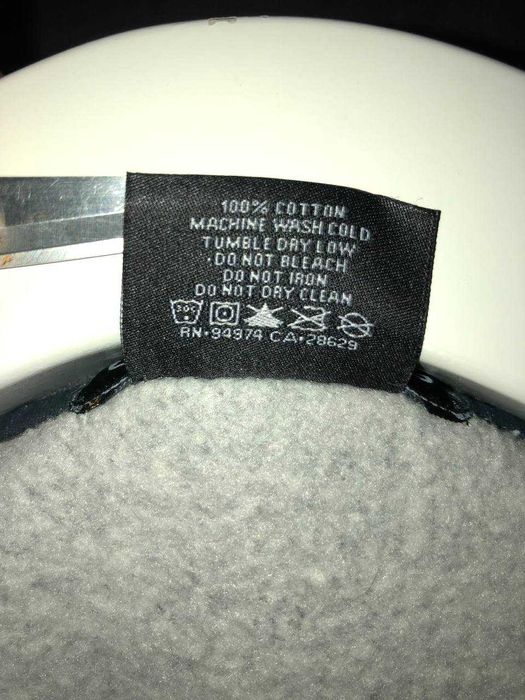 100% COTTON
MACHINE WASH COLD
TUMBLE DRY LOW
·DO NOT BLEACH
DO NOT IRON
DO NOT DRY CLEAN
30C
RN·94974 CA·28629